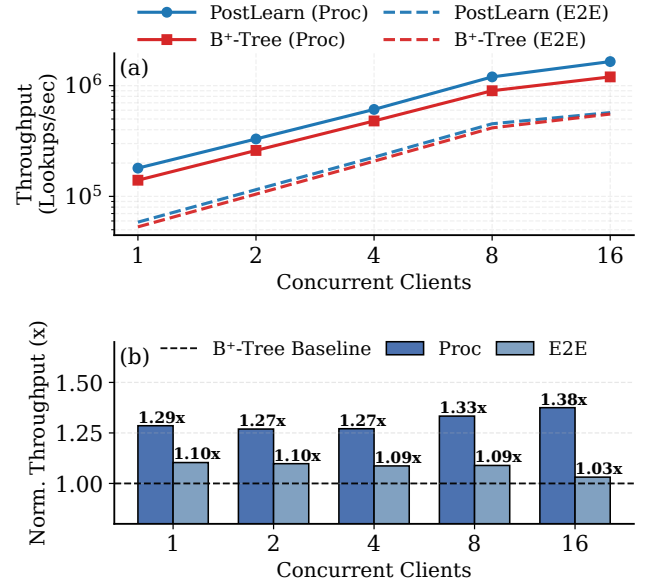 PostLearn (Proc) PostLearn (E2E)
B⁺-Tree (Proc) B⁺-Tree (E2E)
(a)
Throughput
(Lookups/sec)
10⁶
10⁵
1 2 4 8 16
Concurrent Clients
(b) B⁺-Tree Baseline Proc E2E
Norm. Throughput (x)
1.50
1.25
1.00
1.29x 1.27x 1.27x 1.33x 1.38x
1.10x 1.10x 1.09x 1.09x 1.03x
1 2 4 8 16
Concurrent Clients